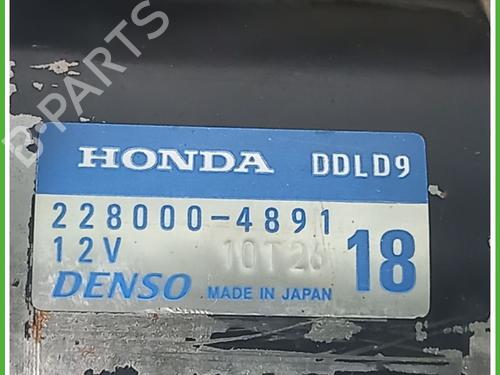 B-PARTS
HONDA DDLD9
228000-4891
12V 10T26 18
DENSO MADE IN JAPAN